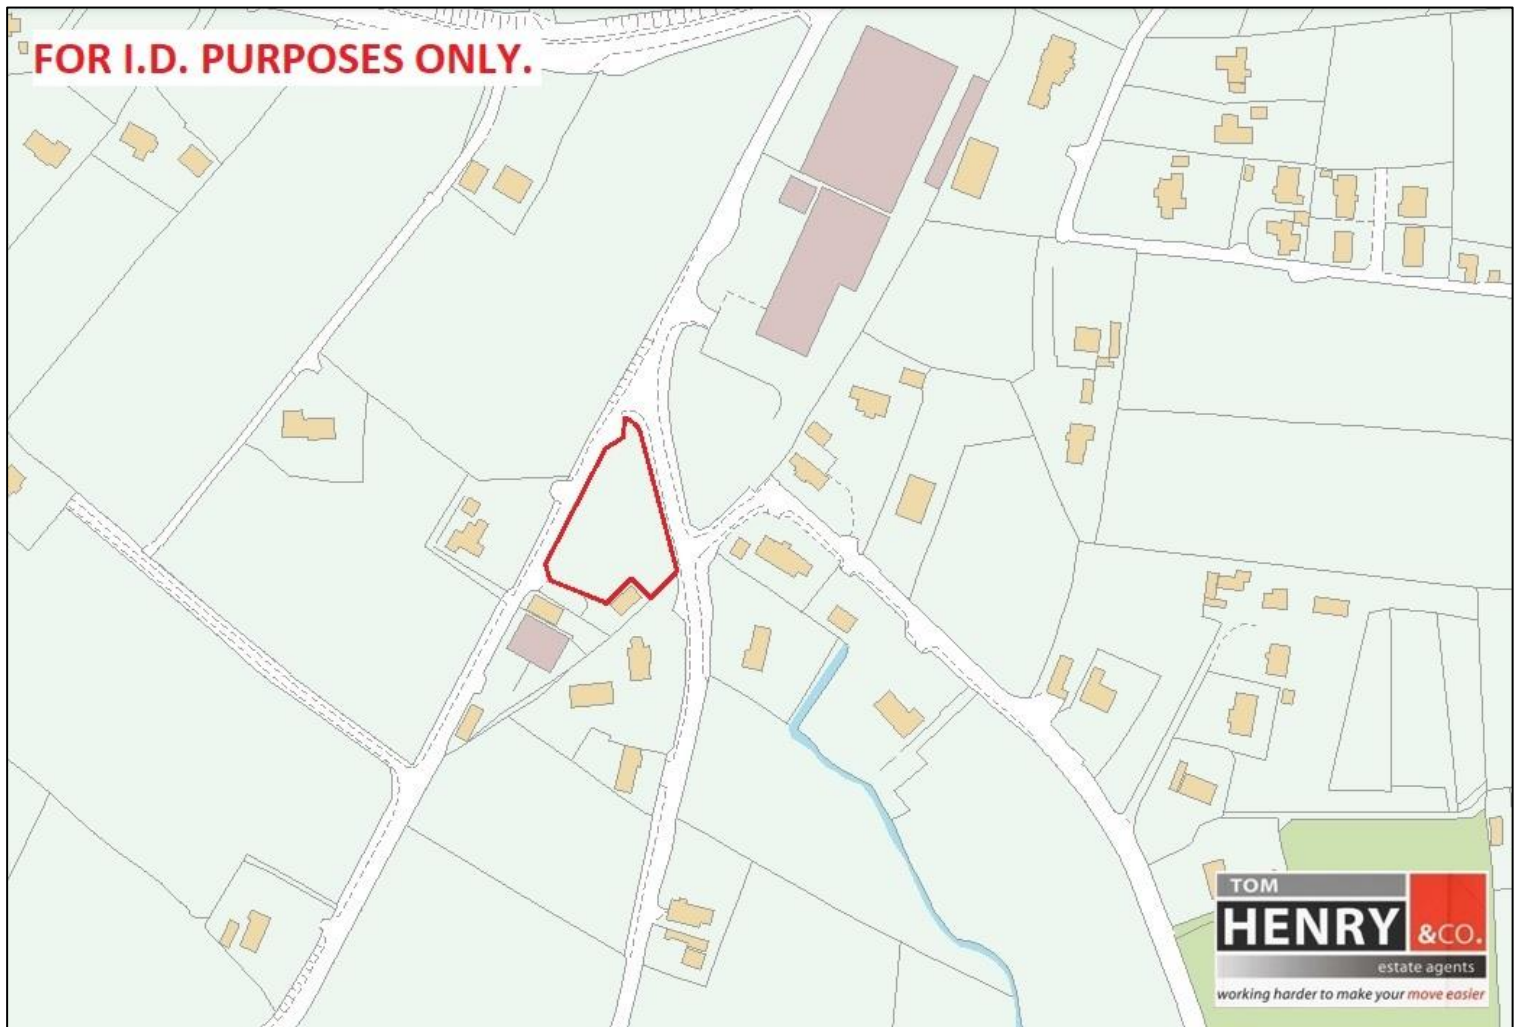 FOR I.D. PURPOSES ONLY.
TOM
HENRY &CO.
estate agents
working harder to make your move easier